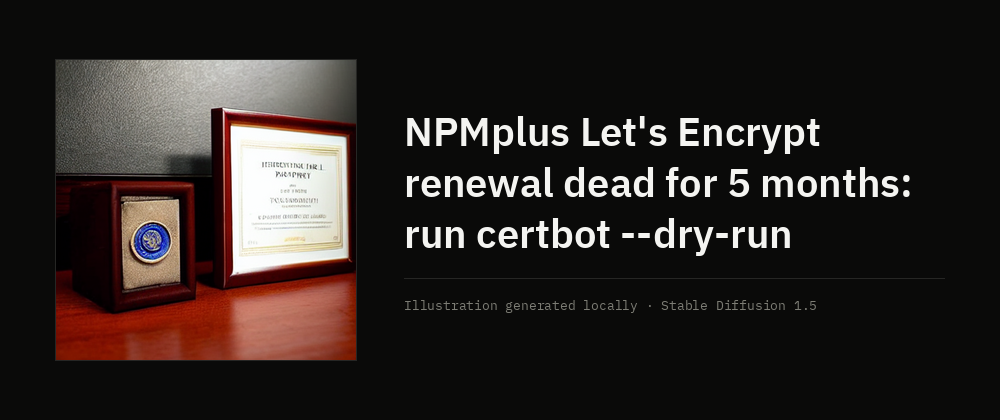 NPMplus Let's Encrypt
renewal dead for 5 months:
run certbot --dry-run
Illustration generated locally · Stable Diffusion 1.5